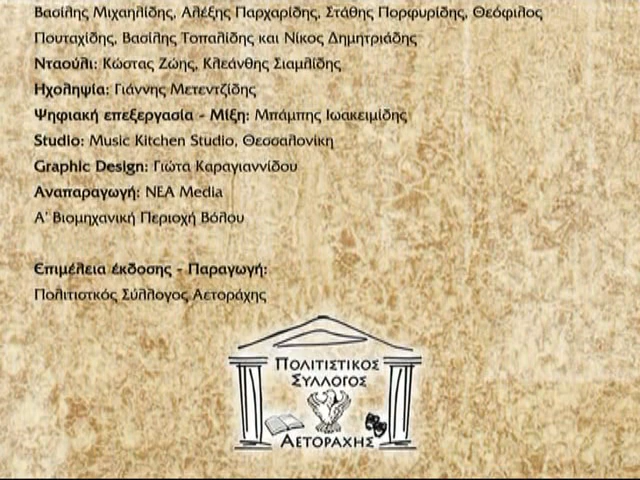 Βασίλης Μιχαηλίδης, Αλέξης Παρχαρίδης, Στάθης Πορφυρίδης, Θεόφιλος
Πουταχίδης, Βασίλης Τοπαλίδης και Νίκος Δημητριάδης
Νταούλι: Κώστας Ζώης, Κλεάνθης Σιαμλίδης
Ηχοληψία: Γιάννης Μετεντζίδης
Ψηφιακή επεξεργασία - Μίξη: Μπάμπης Ιωακειμίδης
Studio: Music Kitchen Studio, Θεσσαλονίκη
Graphic Design: Γιώτα Καραγιαννίδου
Αναπαραγωγή: NEA Media
Α' Βιομηχανική Περιοχή Βόλου
Επιμέλεια έκδοσης - Παραγωγή:
Πολιτιστκός Σύλλογος Αετοράχης
ΠΟΛΙΤΙΣΤΙΚΟΣ
ΣΥΛΛΟΓΟΣ
ΑΕΤΟΡΑΧΗΣ